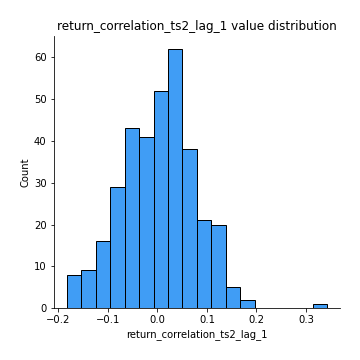 return_correlation_ts2_lag_1 value distribution
60
50
40
30
20
10
0
Count
−0.2 −0.1 0.0 0.1 0.2 0.3
return_correlation_ts2_lag_1